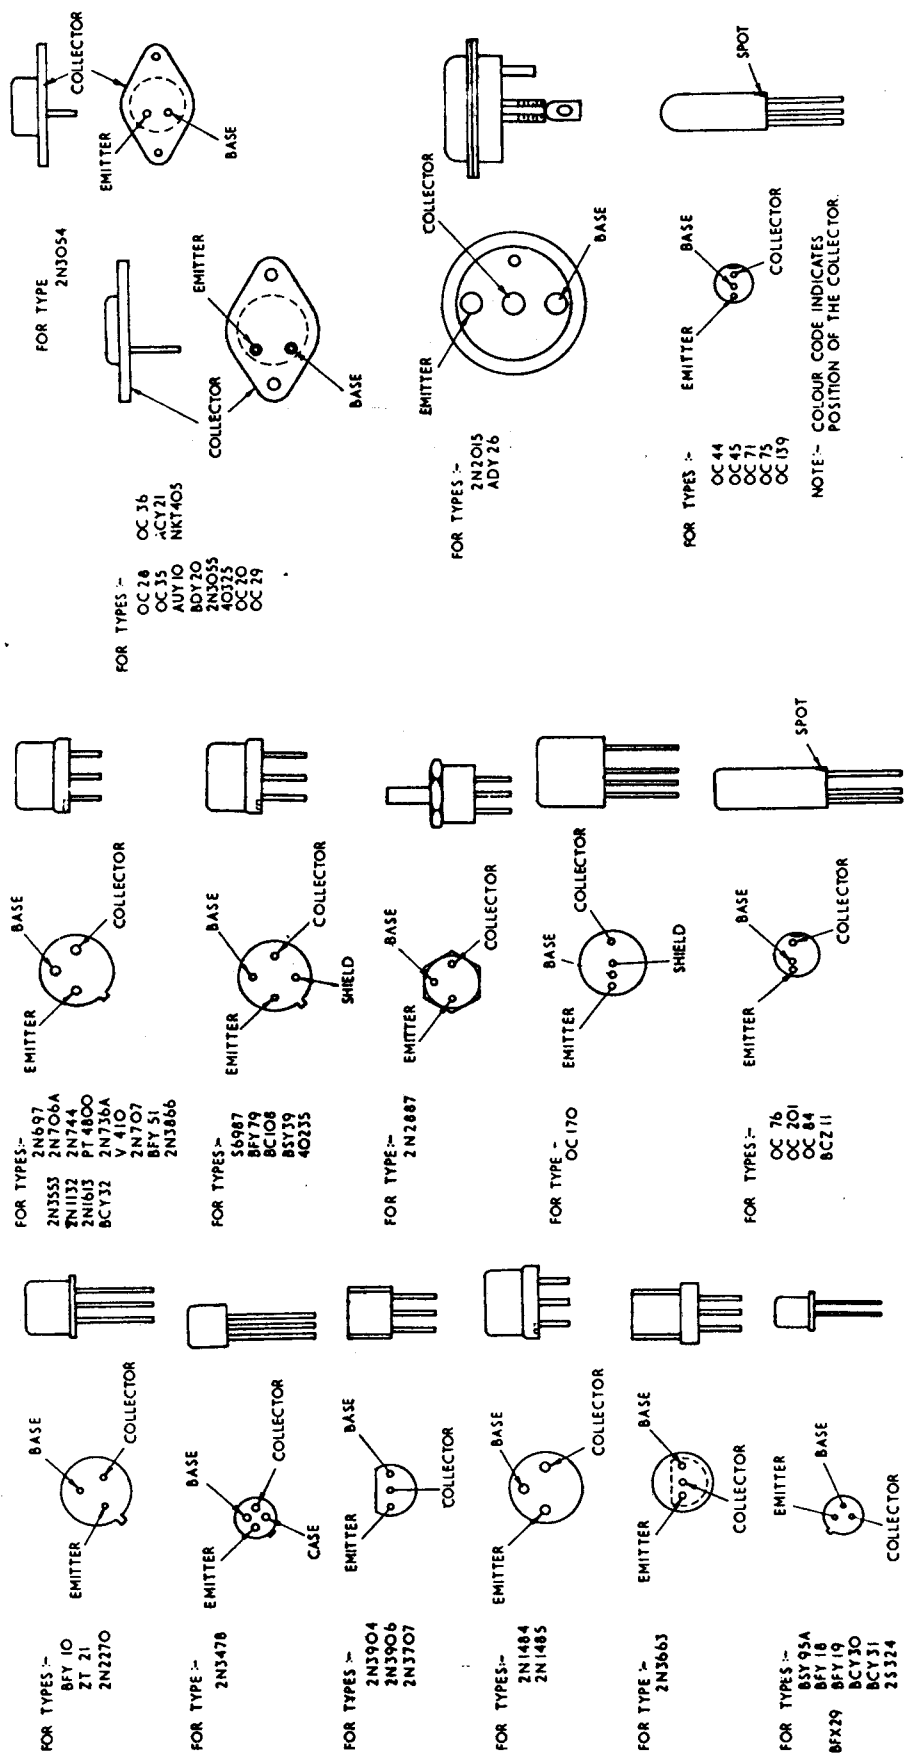 FOR TYPES :-
BFY 10
ZT 21
2N2270
EMITTER
BASE
COLLECTOR
FOR TYPE :-
2N3478
EMITTER
BASE
COLLECTOR
CASE
FOR TYPES :-
2N3904
2N3906
2N3707
EMITTER
BASE
COLLECTOR
FOR TYPES:-
2N1484
2N1485
EMITTER
BASE
COLLECTOR
FOR TYPE :-
2N3663
EMITTER
BASE
COLLECTOR
FOR TYPES :-
BSY 95A
BFY 18
BFX29 BFY 19
BCY30
BCY 31
2S 324
EMITTER
BASE
COLLECTOR
FOR TYPES:-
2N697
2N3553 2N706A
2N1132 2N744
2N1613 PT 4800
BCY32 2N736A
V 410
2N707
BFY 51
2N3866
EMITTER
BASE
COLLECTOR
FOR TYPES :-
S6987
BFY79
BC108
BSY39
40235
EMITTER
BASE
COLLECTOR
SHIELD
FOR TYPE:-
2N2887
EMITTER
BASE
COLLECTOR
FOR TYPE -
OC170
EMITTER
BASE
COLLECTOR
SHIELD
FOR TYPES:-
OC 76
OC 201
OC 84
BCZ 11
EMITTER
BASE
COLLECTOR
SPOT
FOR TYPE
2N3054
EMITTER
COLLECTOR
BASE
FOR TYPES :-
OC 28 OC 36
OC 35 ACY21
AUY10 NKT405
BDY20
2N3055
40325
OC 20
OC 29
COLLECTOR
EMITTER
BASE
FOR TYPES :-
2N2015
ADY 26
EMITTER
COLLECTOR
BASE
FOR TYPES :-
OC 44
OC 45
OC 71
OC 75
OC 139
EMITTER
BASE
COLLECTOR
SPOT
NOTE :- COLOUR CODE INDICATES
POSITION OF THE COLLECTOR.